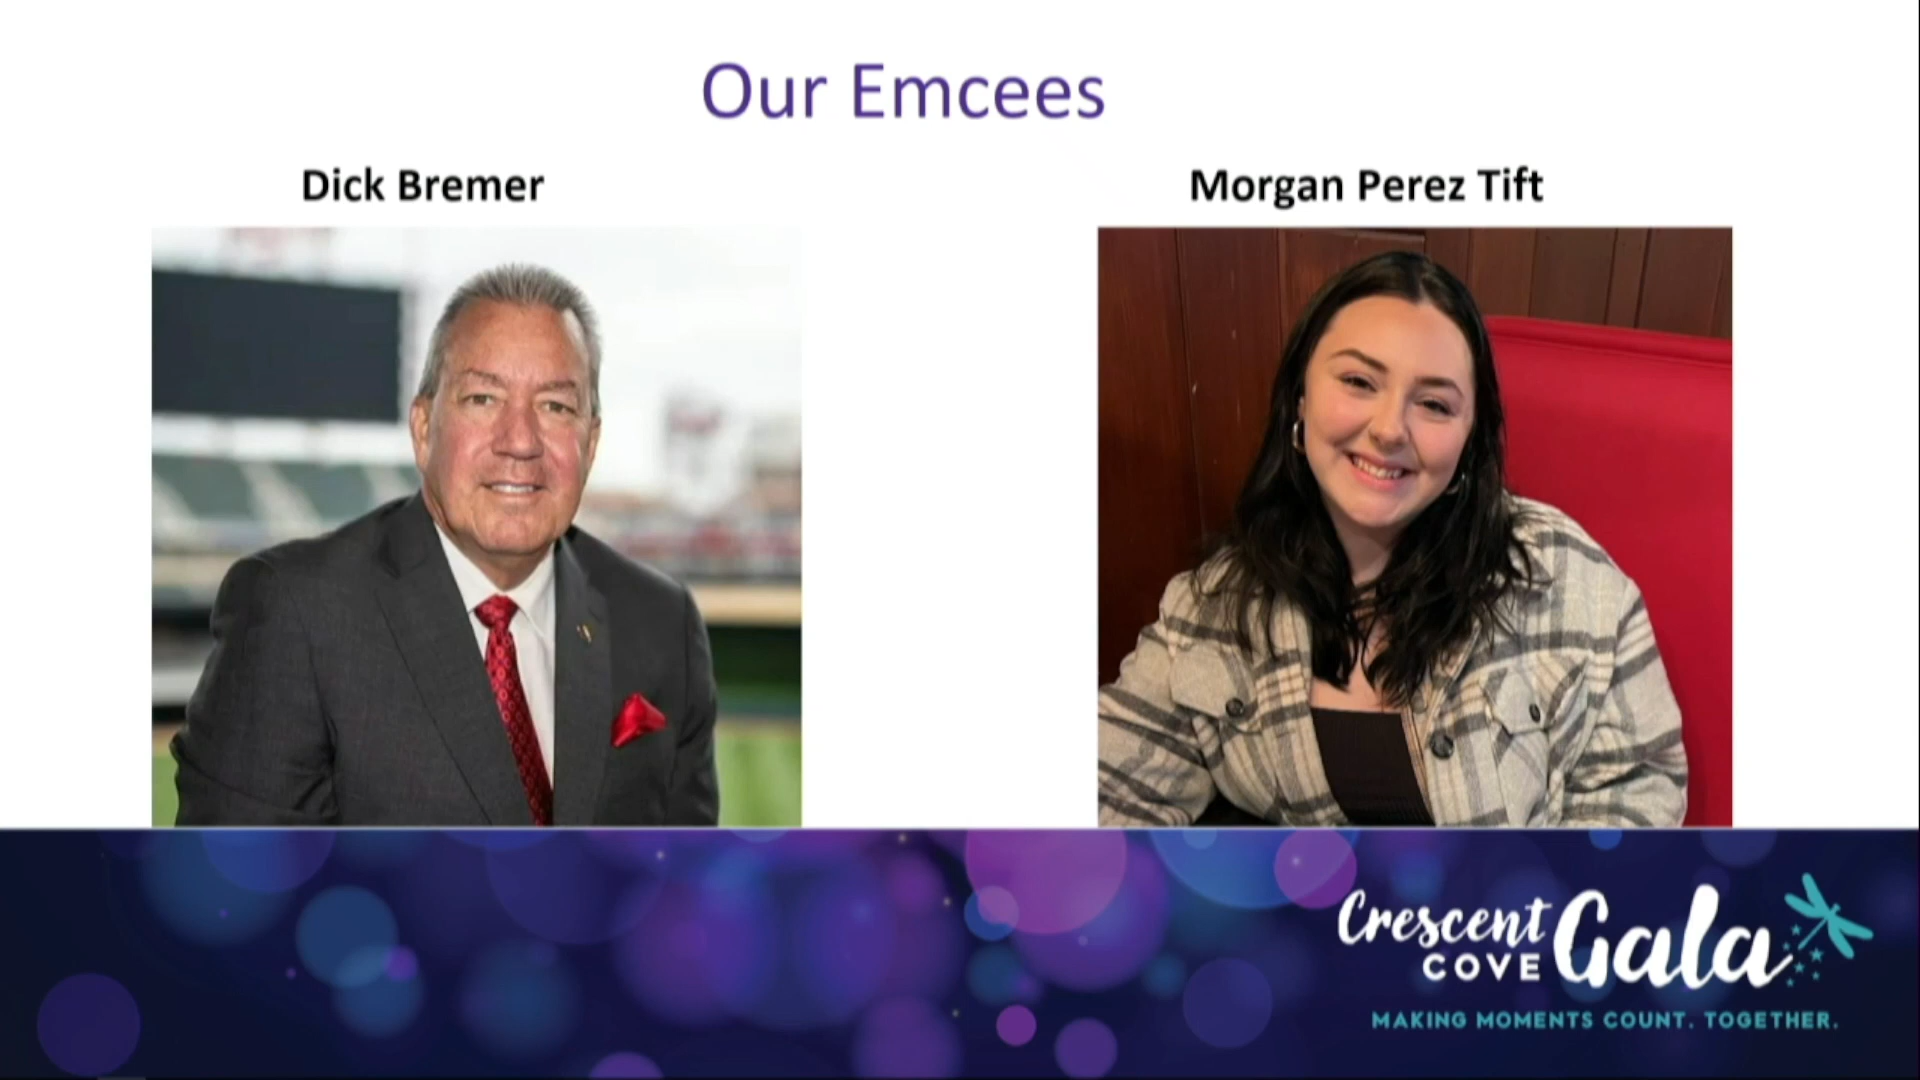 Our Emcees
Dick Bremer
Morgan Perez Tift
Crescent
COVE Gala
MAKING MOMENTS COUNT. TOGETHER.